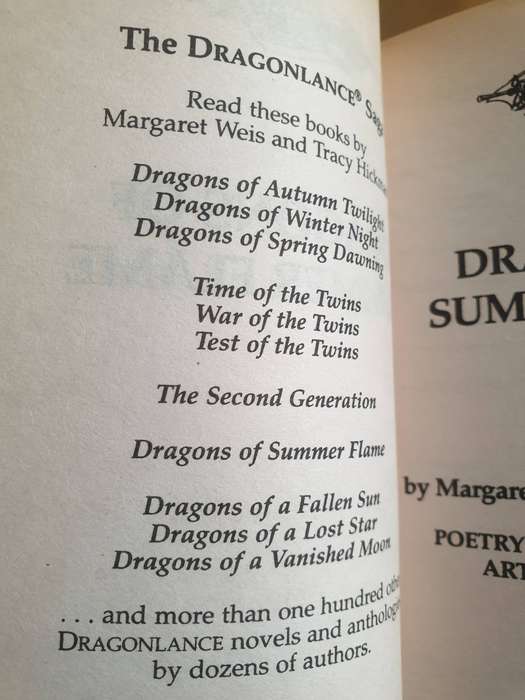 The DRAGONLANCE® Saga
Read these books by
Margaret Weis and Tracy
Dragons of Autumn Twilight
Dragons of Winter Night
Dragons of Spring Dawning
Time of the Twins
War of the Twins
Test of the Twins
The Second Generation
Dragons of Summer Flame
Dragons of a Fallen Sun
Dragons of a Lost Star
Dragons of a Vanished Moon
. . . and more than one hundred other
DRAGONLANCE novels and
by dozens of authors.
DRA
SUM
by Margare
POETRY
ART